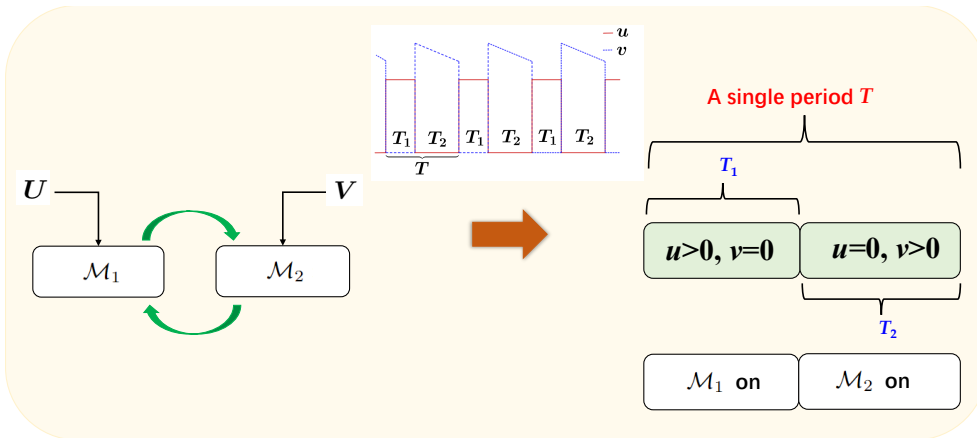 u
v
T₁ T₂ T₁ T₂ T₁ T₂
T
A single period T
T₁
U
V
u>0, v=0
u=0, v>0
ℳ₁
ℳ₂
T₂
ℳ₁ on
ℳ₂ on